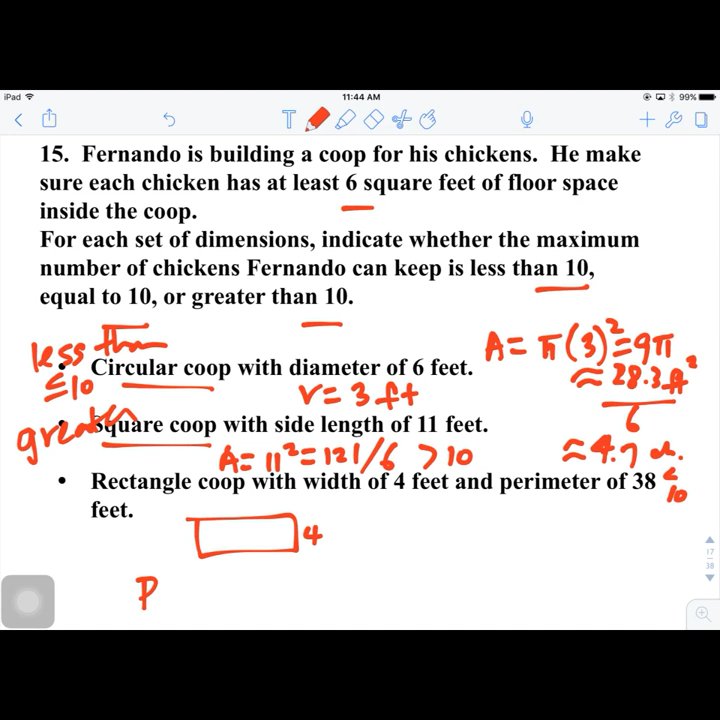 iPad
11:44 AM
99%
15. Fernando is building a coop for his chickens. He make
sure each chicken has at least 6 square feet of floor space
inside the coop.
For each set of dimensions, indicate whether the maximum
number of chickens Fernando can keep is less than 10,
equal to 10, or greater than 10.
less than
≤10
• Circular coop with diameter of 6 feet.
A = π(3)² = 9π
≈ 28.3 ft²
6
≈ 4.7 ch.
<
10
r = 3 ft
greater
• Square coop with side length of 11 feet.
A = 11² = 121/6 > 10
• Rectangle coop with width of 4 feet and perimeter of 38
feet.
4
P
17
38